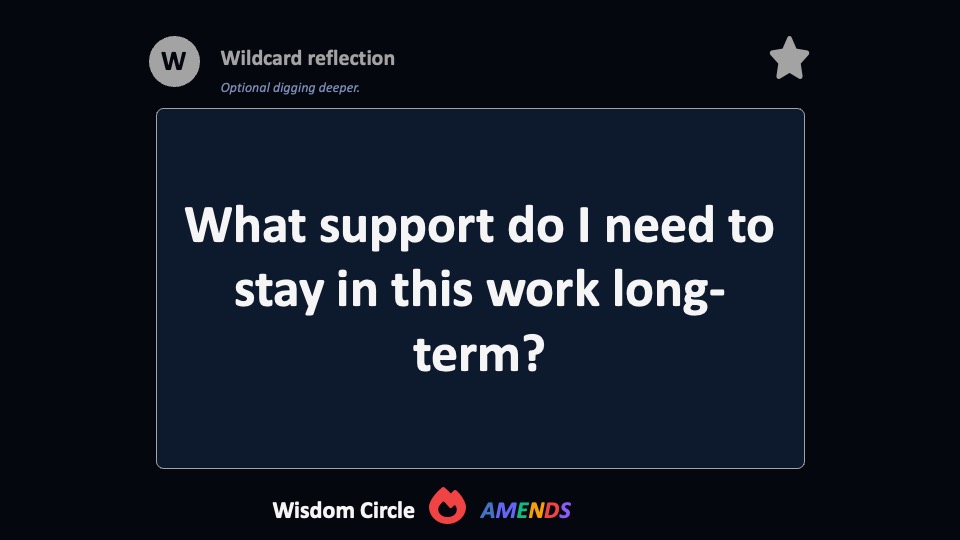 W
Wildcard reflection
Optional digging deeper.
What support do I need to
stay in this work long-
term?
Wisdom Circle AMENDS